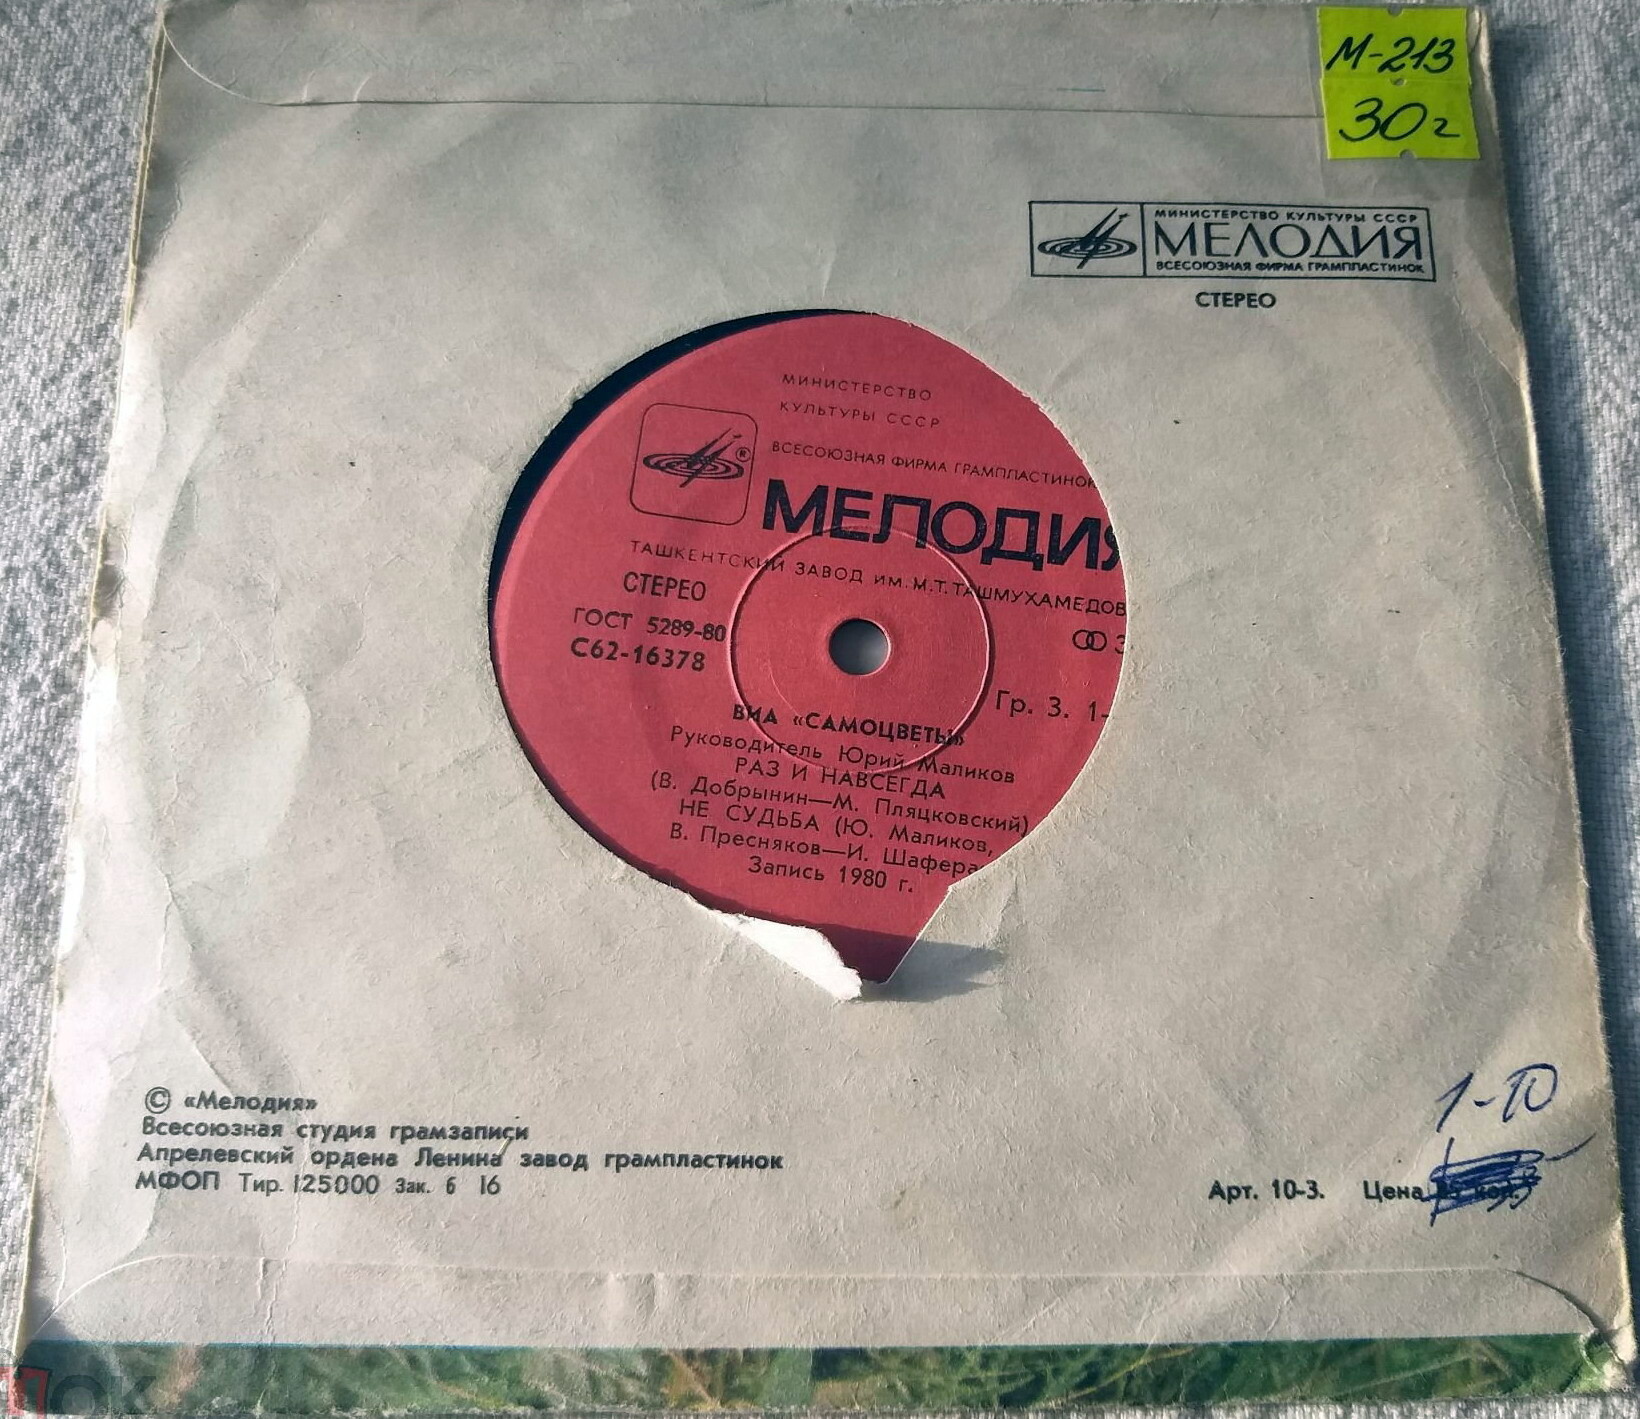 М-213
30г
МИНИСТЕРСТВО КУЛЬТУРЫ СССР
МЕЛОДИЯ
ВСЕСОЮЗНАЯ ФИРМА ГРАМПЛАСТИНОК
СТЕРЕО
МИНИСТЕРСТВО
КУЛЬТУРЫ СССР
ВСЕСОЮЗНАЯ ФИРМА ГРАМПЛАСТИНОК
®
МЕЛОДИЯ
ТАШКЕНТСКИЙ ЗАВОД ИМ. М.Т. ТАШМУХАМЕДОВ
СТЕРЕО
ГОСТ 5289-80
С62-16378
33
Гр. 3. 1-
ВИА «САМОЦВЕТЫ»
Руководитель Юрий Маликов
РАЗ И НАВСЕГДА
(В. Добрынин—М. Пляцковский)
НЕ СУДЬБА (Ю. Маликов,
В. Пресняков—И. Шафера
Запись 1980 г.
© «Мелодия»
Всесоюзная студия грамзаписи
Апрелевский ордена Ленина завод грампластинок
МФОП Тир. 125000 Зак. 6 16
1-10
Арт. 10-3. Цена